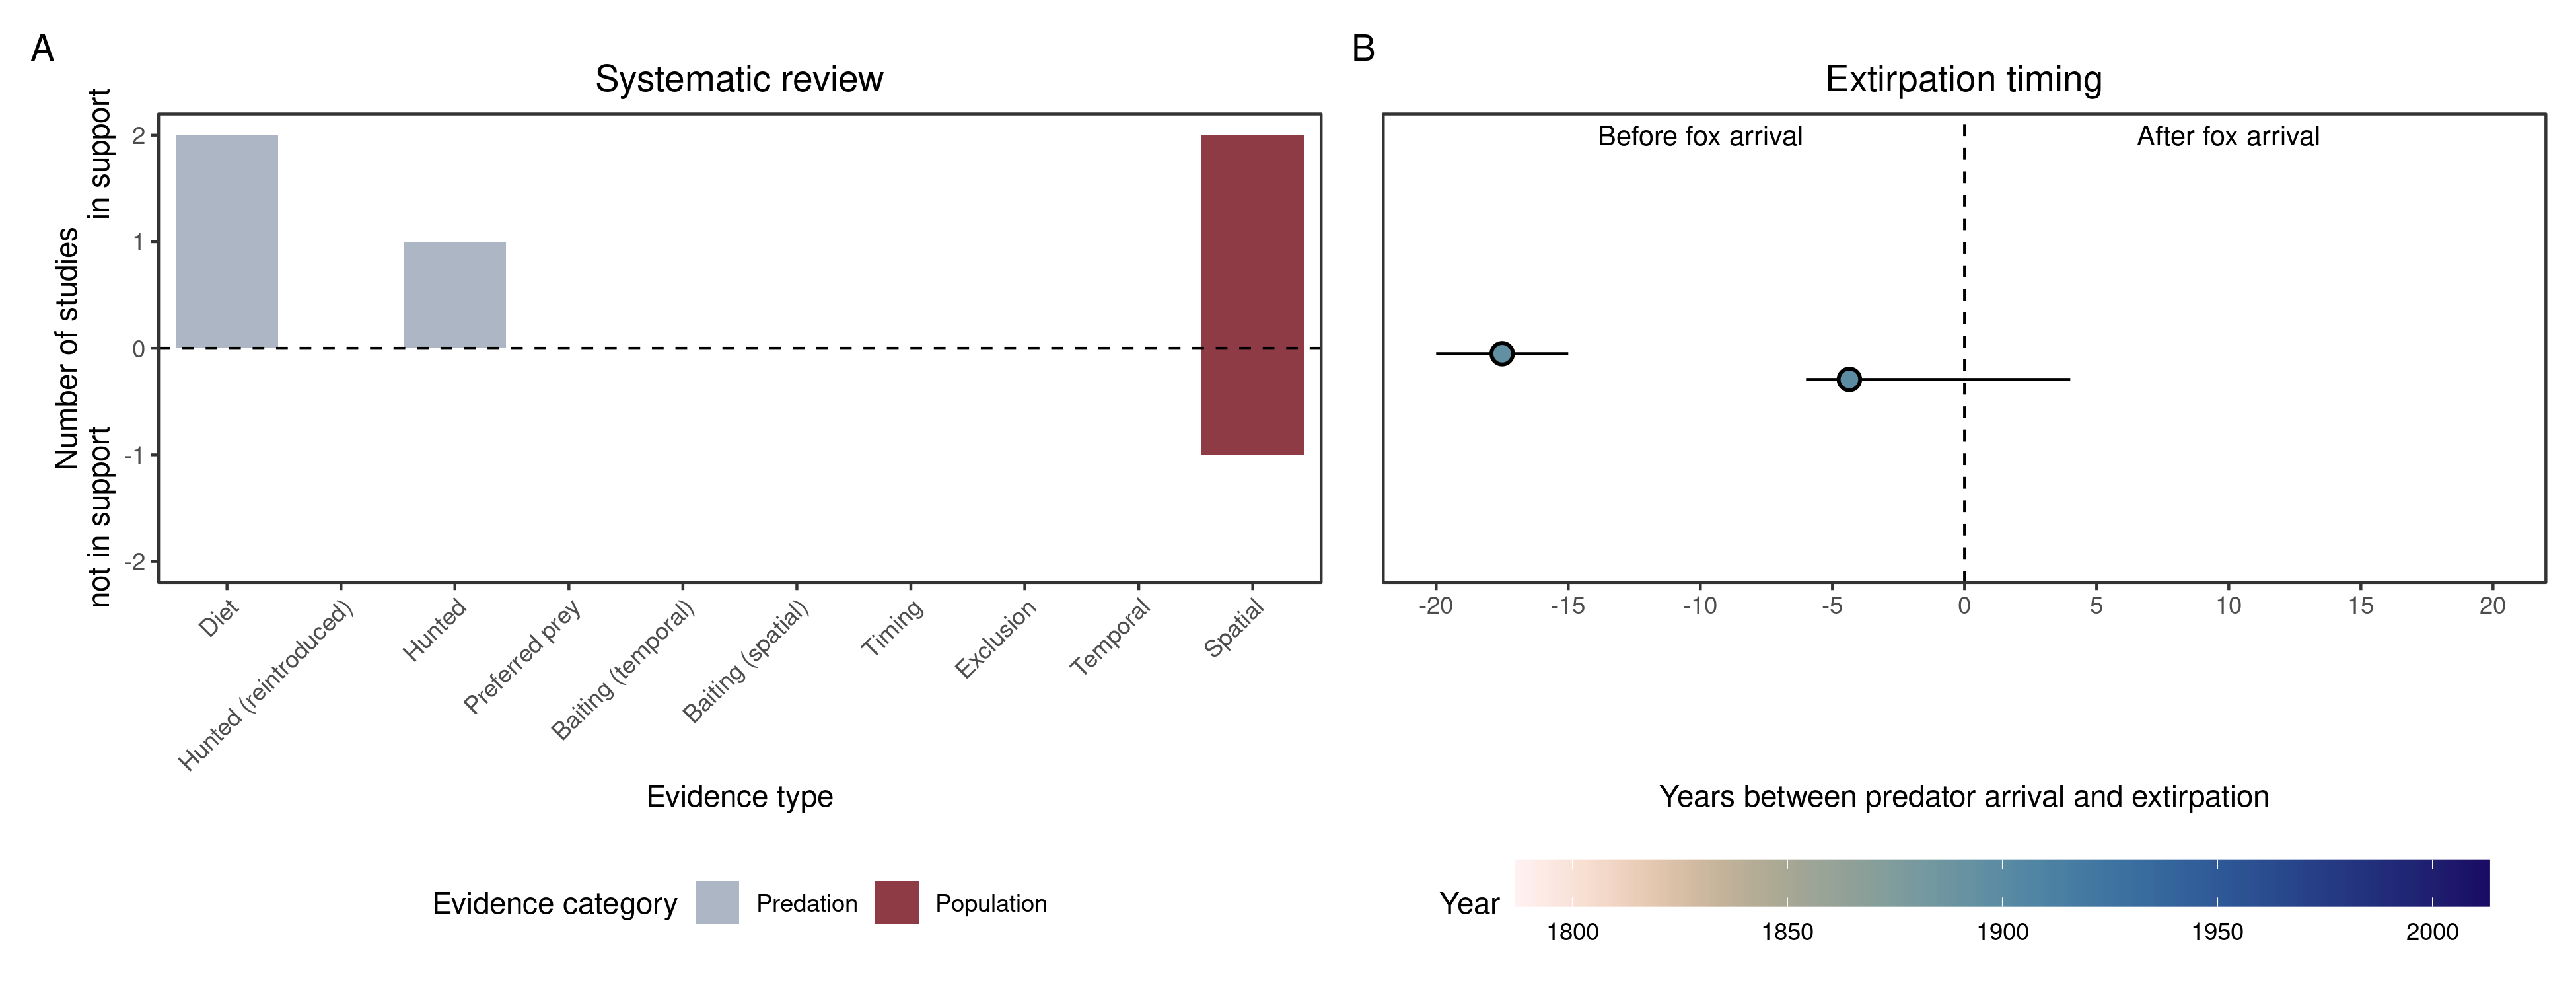 A
Systematic review
Number of studies
in support
not in support
2
1
0
-1
-2
Diet
Hunted (reintroduced)
Hunted
Preferred prey
Baiting (temporal)
Baiting (spatial)
Timing
Exclusion
Temporal
Spatial
Evidence type
Evidence category
Predation
Population
B
Extirpation timing
Before fox arrival
After fox arrival
-20
-15
-10
-5
0
5
10
15
20
Years between predator arrival and extirpation
Year
1800
1850
1900
1950
2000